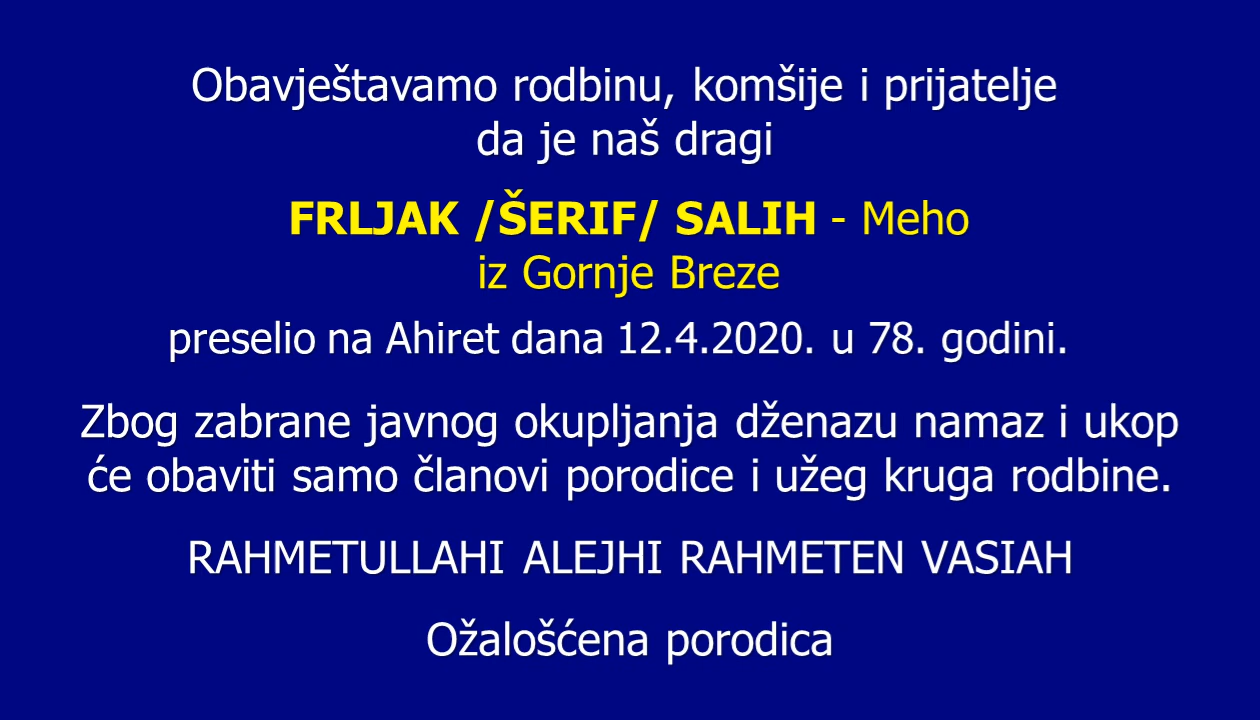 Obavještavamo rodbinu, komšije i prijatelje
da je naš dragi
FRLJAK /ŠERIF/ SALIH - Meho
iz Gornje Breze
preselio na Ahiret dana 12.4.2020. u 78. godini.
Zbog zabrane javnog okupljanja dženazu namaz i ukop
će obaviti samo članovi porodice i užeg kruga rodbine.
RAHMETULLAHI ALEJHI RAHMETEN VASIAH
Ožalošćena porodica